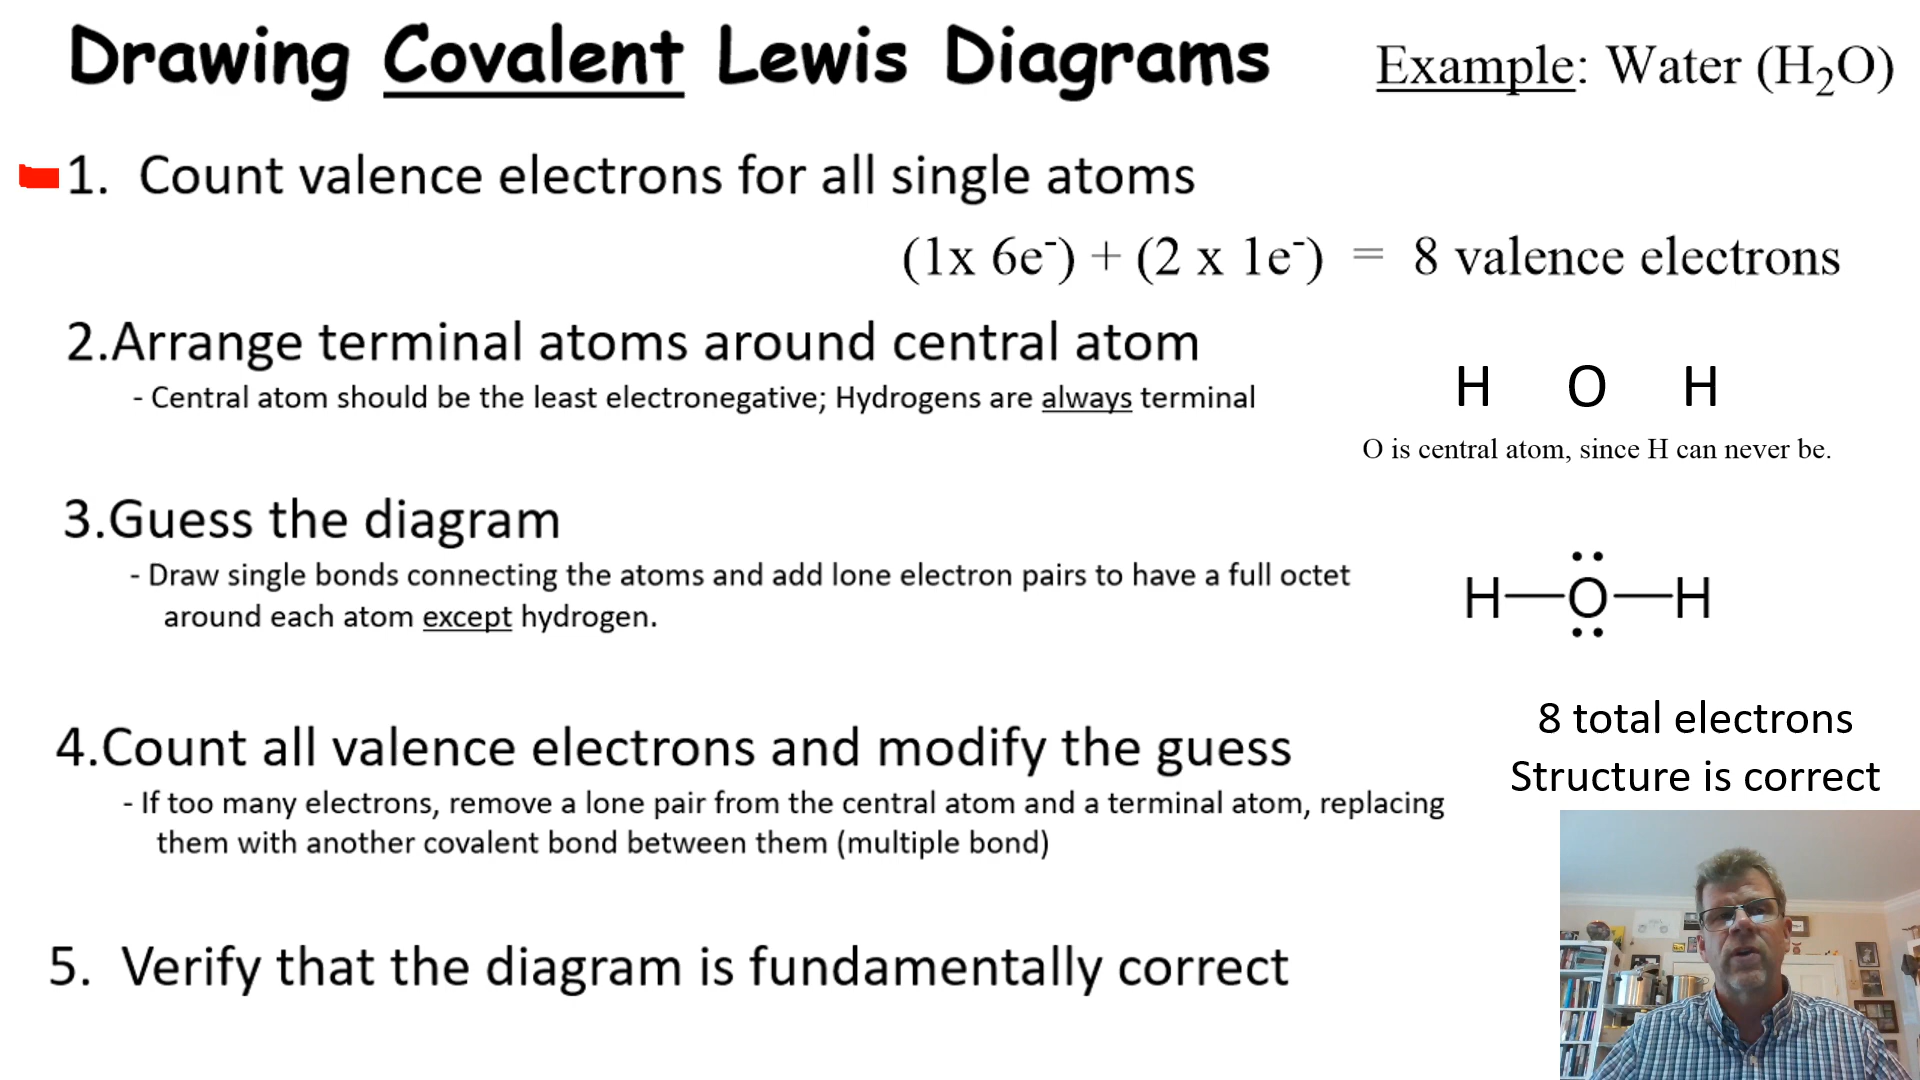 Drawing Covalent Lewis Diagrams
Example: Water (H₂O)
1. Count valence electrons for all single atoms
(1x 6e⁻) + (2 x 1e⁻) = 8 valence electrons
2.Arrange terminal atoms around central atom
- Central atom should be the least electronegative; Hydrogens are always terminal
H O H
O is central atom, since H can never be.
3.Guess the diagram
- Draw single bonds connecting the atoms and add lone electron pairs to have a full octet
around each atom except hydrogen.
H—O—H
4.Count all valence electrons and modify the guess
- If too many electrons, remove a lone pair from the central atom and a terminal atom, replacing
them with another covalent bond between them (multiple bond)
8 total electrons
Structure is correct
5. Verify that the diagram is fundamentally correct